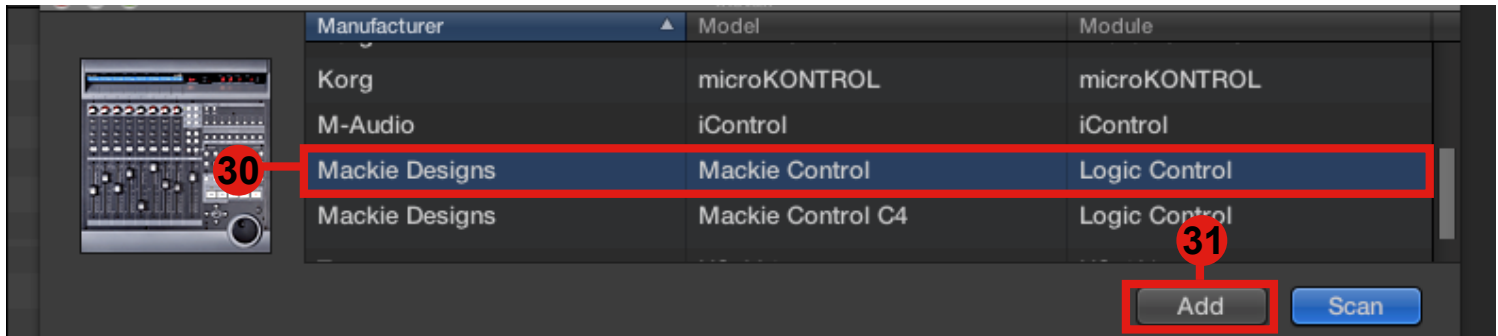 Manufacturer Model Module
Korg microKONTROL microKONTROL
M-Audio iControl iControl
30 Mackie Designs Mackie Control Logic Control
Mackie Designs Mackie Control C4 Logic Control
31
Add Scan